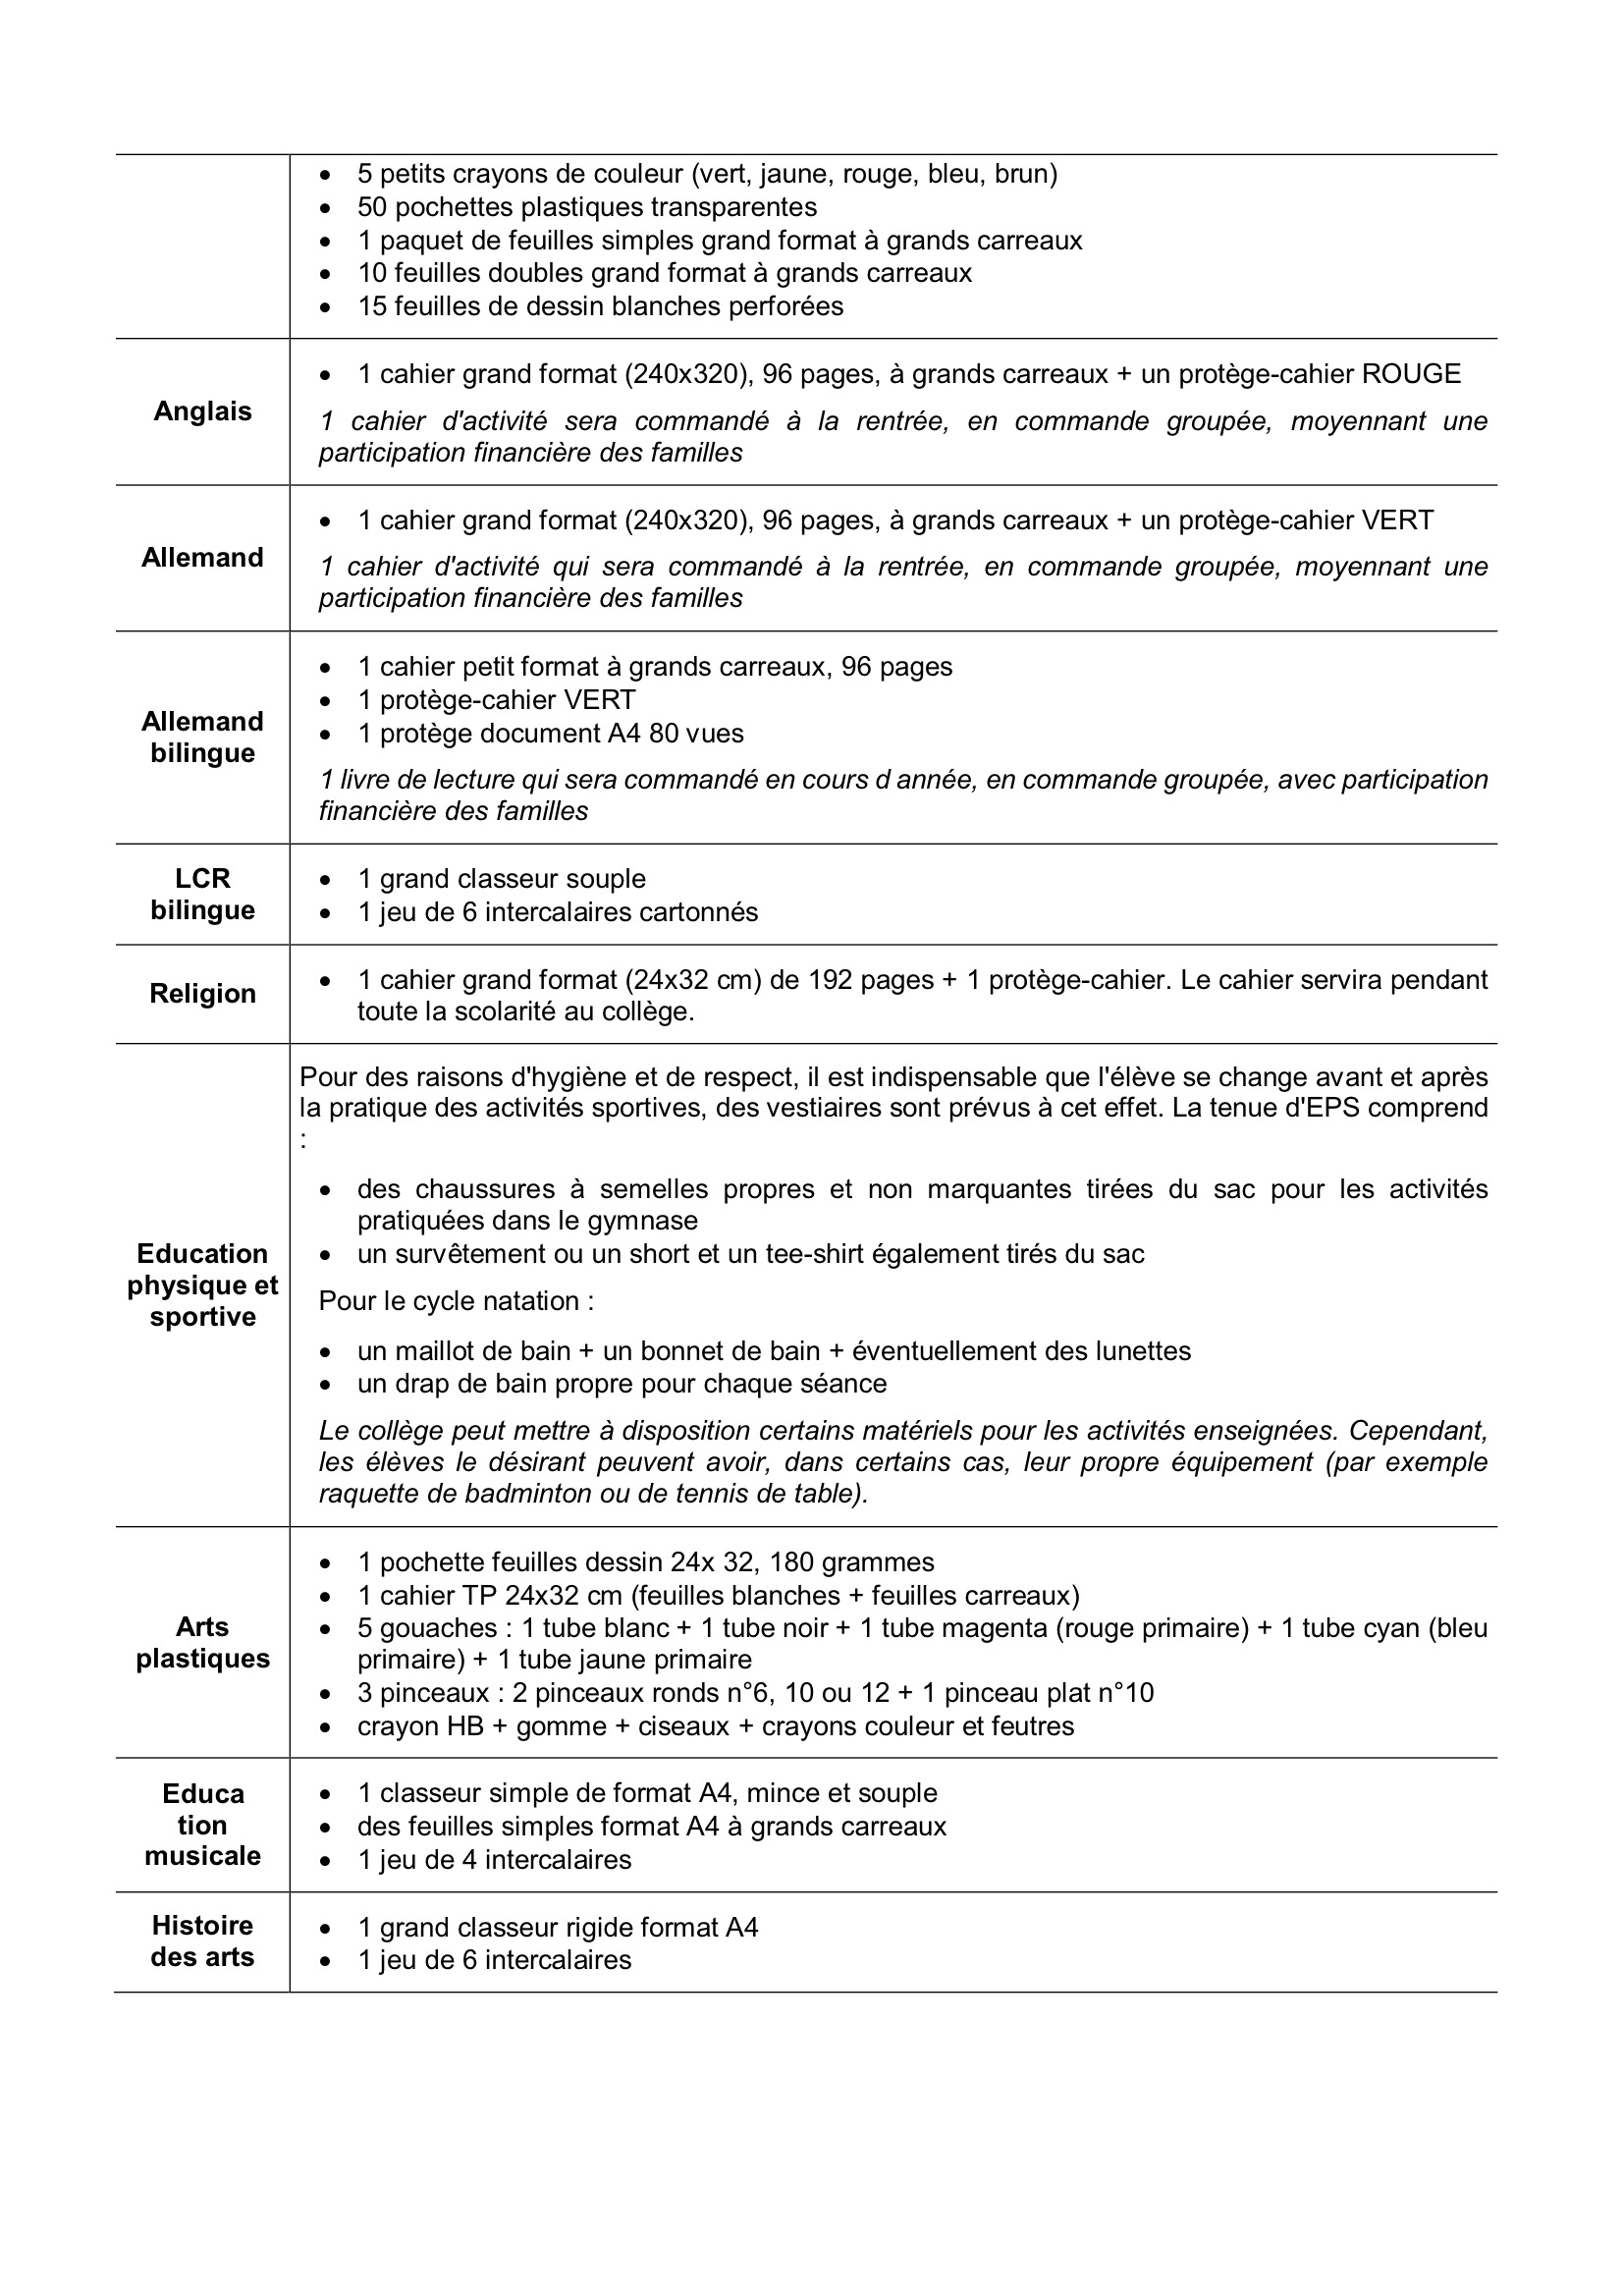 • 5 petits crayons de couleur (vert, jaune, rouge, bleu, brun)
• 50 pochettes plastiques transparentes
• 1 paquet de feuilles simples grand format à grands carreaux
• 10 feuilles doubles grand format à grands carreaux
• 15 feuilles de dessin blanches perforées
Anglais
• 1 cahier grand format (240x320), 96 pages, à grands carreaux + un protège-cahier ROUGE
1 cahier d'activité sera commandé à la rentrée, en commande groupée, moyennant une
participation financière des familles
Allemand
• 1 cahier grand format (240x320), 96 pages, à grands carreaux + un protège-cahier VERT
1 cahier d'activité qui sera commandé à la rentrée, en commande groupée, moyennant une
participation financière des familles
Allemand
bilingue
• 1 cahier petit format à grands carreaux, 96 pages
• 1 protège-cahier VERT
• 1 protège document A4 80 vues
1 livre de lecture qui sera commandé en cours d année, en commande groupée, avec participation
financière des familles
LCR
bilingue
• 1 grand classeur souple
• 1 jeu de 6 intercalaires cartonnés
Religion
• 1 cahier grand format (24x32 cm) de 192 pages + 1 protège-cahier. Le cahier servira pendant
toute la scolarité au collège.
Education
physique et
sportive
Pour des raisons d'hygiène et de respect, il est indispensable que l'élève se change avant et après
la pratique des activités sportives, des vestiaires sont prévus à cet effet. La tenue d'EPS comprend
:
• des chaussures à semelles propres et non marquantes tirées du sac pour les activités
pratiquées dans le gymnase
• un survêtement ou un short et un tee-shirt également tirés du sac
Pour le cycle natation :
• un maillot de bain + un bonnet de bain + éventuellement des lunettes
• un drap de bain propre pour chaque séance
Le collège peut mettre à disposition certains matériels pour les activités enseignées. Cependant,
les élèves le désirant peuvent avoir, dans certains cas, leur propre équipement (par exemple
raquette de badminton ou de tennis de table).
Arts
plastiques
• 1 pochette feuilles dessin 24x 32, 180 grammes
• 1 cahier TP 24x32 cm (feuilles blanches + feuilles carreaux)
• 5 gouaches : 1 tube blanc + 1 tube noir + 1 tube magenta (rouge primaire) + 1 tube cyan (bleu
primaire) + 1 tube jaune primaire
• 3 pinceaux : 2 pinceaux ronds n°6, 10 ou 12 + 1 pinceau plat n°10
• crayon HB + gomme + ciseaux + crayons couleur et feutres
Educa
tion
musicale
• 1 classeur simple de format A4, mince et souple
• des feuilles simples format A4 à grands carreaux
• 1 jeu de 4 intercalaires
Histoire
des arts
• 1 grand classeur rigide format A4
• 1 jeu de 6 intercalaires